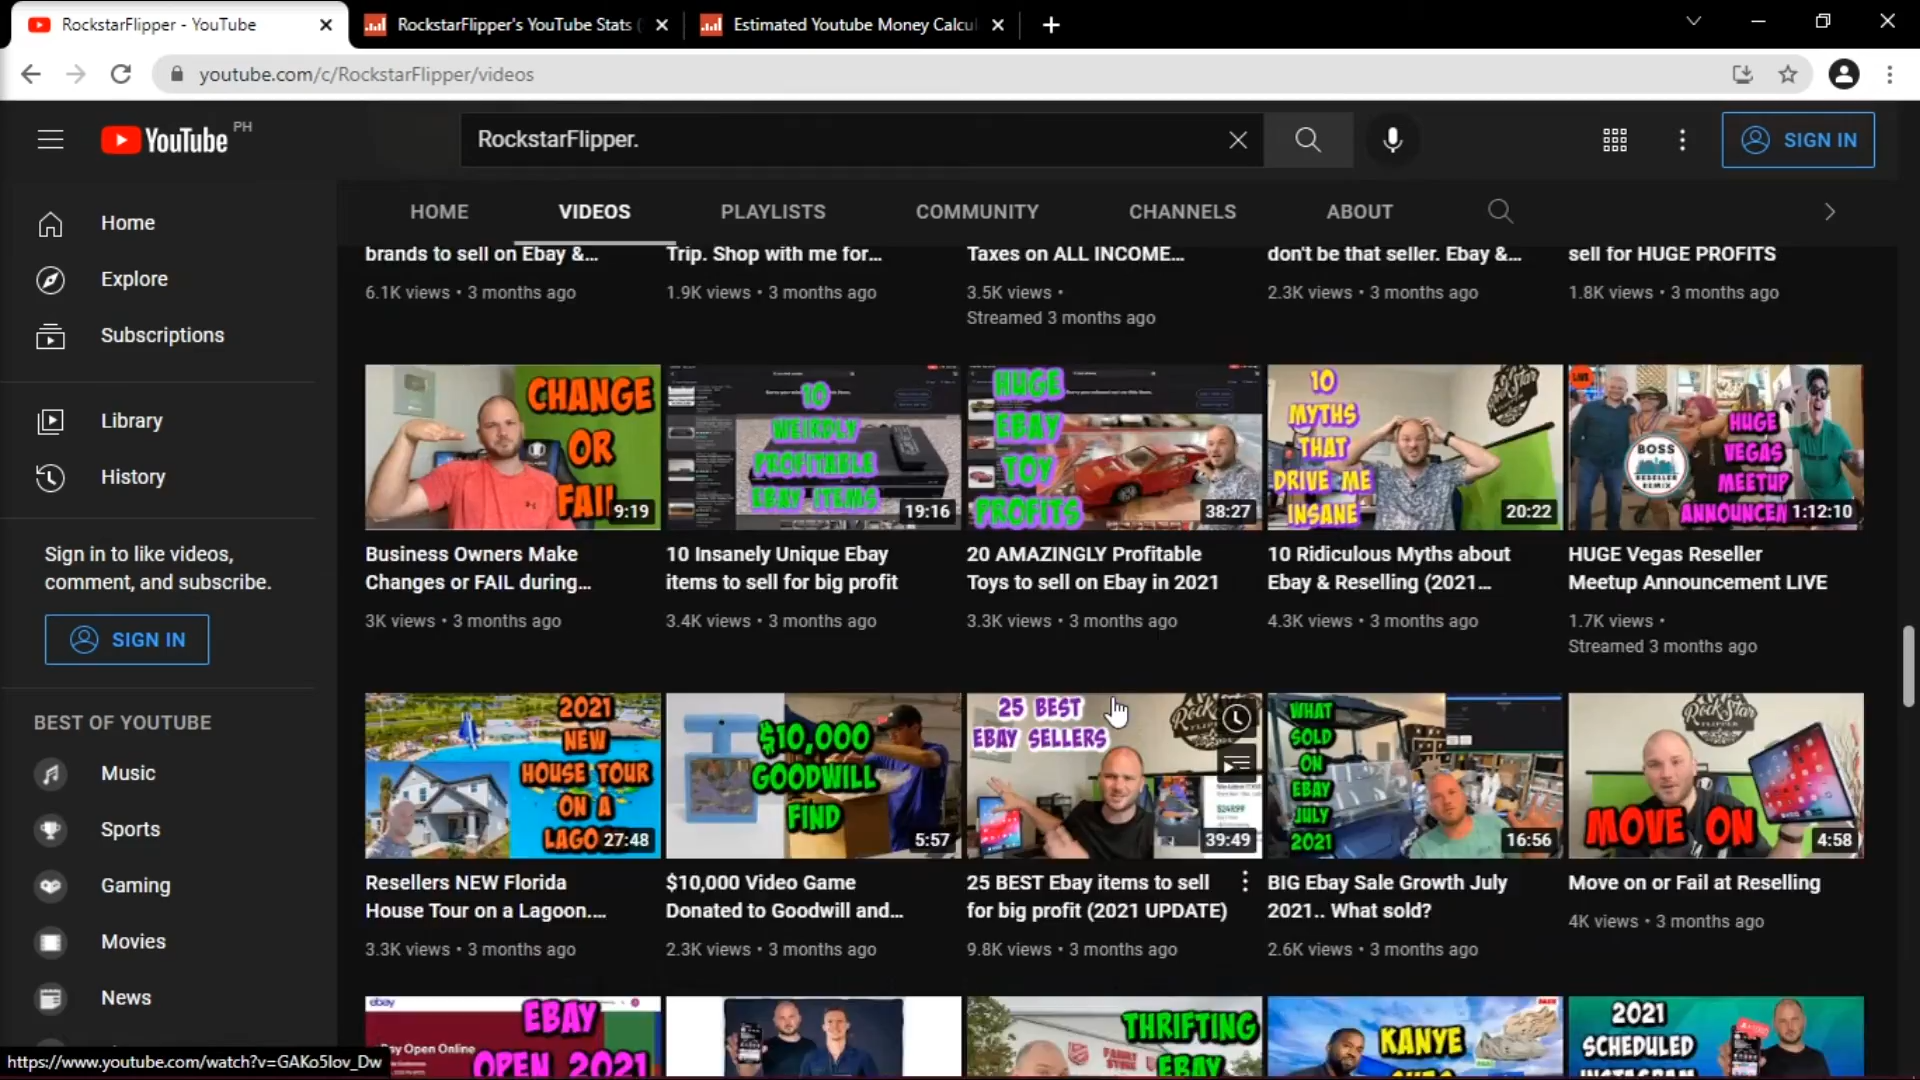 RockstarFlipper - YouTube
RockstarFlipper's YouTube Stats (
Estimated Youtube Money Calcu
youtube.com/c/RockstarFlipper/videos
YouTube PH
RockstarFlipper.
SIGN IN
HOME
VIDEOS
PLAYLISTS
COMMUNITY
CHANNELS
ABOUT
Home
Explore
Subscriptions
Library
History
Sign in to like videos,
comment, and subscribe.
SIGN IN
BEST OF YOUTUBE
Music
Sports
Gaming
Movies
News
brands to sell on Ebay &...
6.1K views • 3 months ago
Trip. Shop with me for...
1.9K views • 3 months ago
Taxes on ALL INCOME...
3.5K views •
Streamed 3 months ago
don't be that seller. Ebay &...
2.3K views • 3 months ago
sell for HUGE PROFITS
1.8K views • 3 months ago
CHANGE
OR
FAIL
9:19
Business Owners Make
Changes or FAIL during...
3K views • 3 months ago
10
WEIRDLY
PROFITABLE
EBAY ITEMS
19:16
10 Insanely Unique Ebay
items to sell for big profit
3.4K views • 3 months ago
HUGE
EBAY
TOY
PROFITS
38:27
20 AMAZINGLY Profitable
Toys to sell on Ebay in 2021
3.3K views • 3 months ago
10
MYTHS
THAT
DRIVE ME
INSANE
RockStar
20:22
10 Ridiculous Myths about
Ebay & Reselling (2021...
4.3K views • 3 months ago
LIVE
BOSS
RESELLER
REMIX
HUGE
VEGAS
MEETUP
ANNOUNCEM
1:12:10
HUGE Vegas Reseller
Meetup Announcement LIVE
1.7K views •
Streamed 3 months ago
2021
NEW
HOUSE TOUR
ON A
LAGO
27:48
Resellers NEW Florida
House Tour on a Lagoon....
3.3K views • 3 months ago
$10,000
GOODWILL
FIND
5:57
$10,000 Video Game
Donated to Goodwill and...
2.3K views • 3 months ago
25 BEST
EBAY SELLERS
$249.99
39:49
25 BEST Ebay items to sell
for big profit (2021 UPDATE)
9.8K views • 3 months ago
WHAT
SOLD
ON
EBAY
JULY
2021
16:56
BIG Ebay Sale Growth July
2021.. What sold?
2.6K views • 3 months ago
RockStar
FLIPPER
MOVE ON
4:58
Move on or Fail at Reselling
4K views • 3 months ago
ebay
EBAY
OPEN 2021
THRIFTING
EBAY
KANYE
2021
SCHEDULED
INSTAGRAM
https://www.youtube.com/watch?v=GAKo5lov_Dw